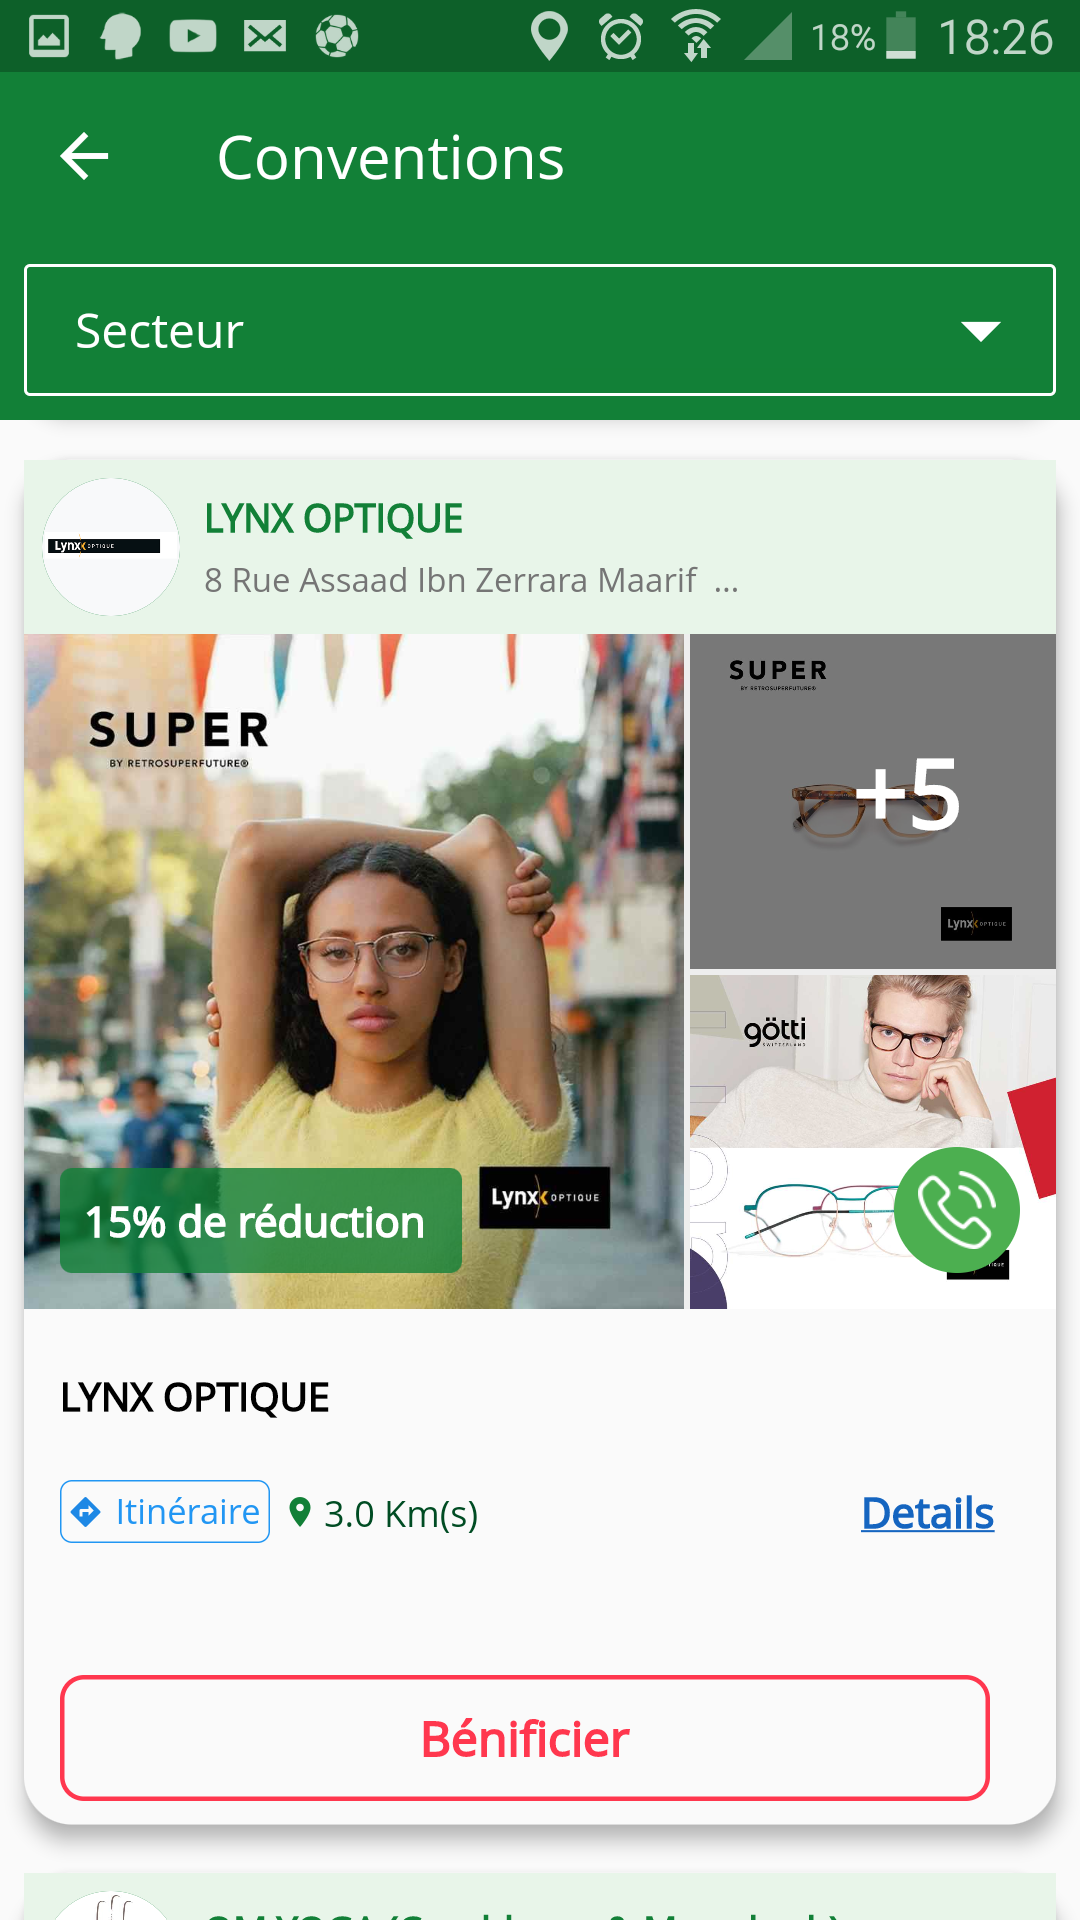 18% 18:26
Conventions
Secteur
LYNX OPTIQUE
8 Rue Assaad Ibn Zerrara Maarif ...
Lynx OPTIQUE
SUPER
BY RETROSUPERFUTURE®
SUPER
BY RETROSUPERFUTURE®
+5
Lynx OPTIQUE
götti
SWITZERLAND
15% de réduction
Lynx OPTIQUE
LYNX OPTIQUE
Itinéraire
3.0 Km(s)
Details
Bénificier